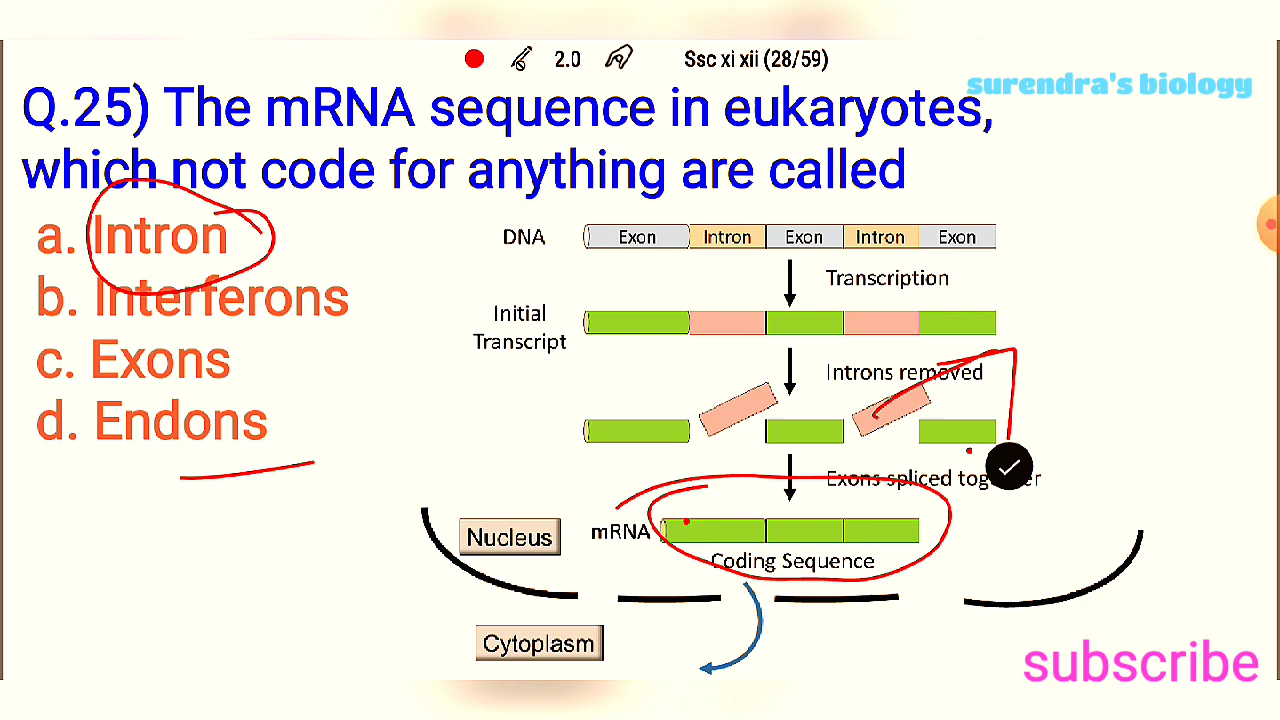 2.0 Ssc xi xii (28/59)
surendra's biology
Q.25) The mRNA sequence in eukaryotes,
which not code for anything are called
a. Intron
b. Interferons
c. Exons
d. Endons
DNA Exon Intron Exon Intron Exon
Transcription
Initial
Transcript
Introns removed
Exons spliced together
mRNA
Nucleus
Coding Sequence
Cytoplasm
subscribe